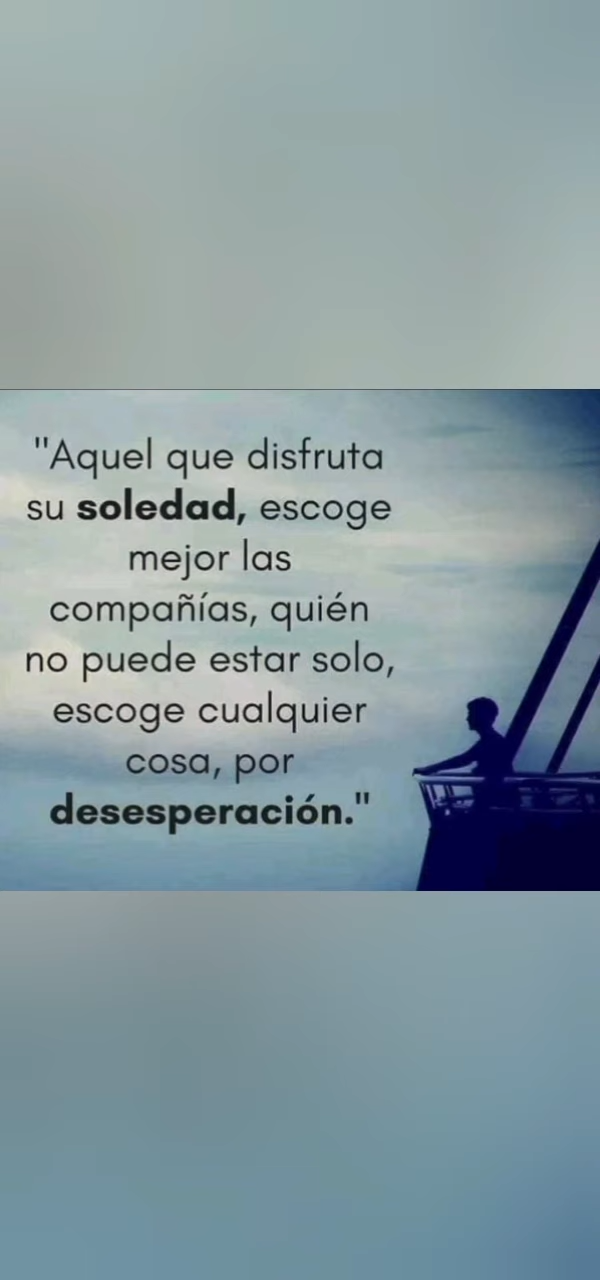 "Aquel que disfruta
su soledad, escoge
mejor las
compañías, quién
no puede estar solo,
escoge cualquier
cosa, por
desesperación."